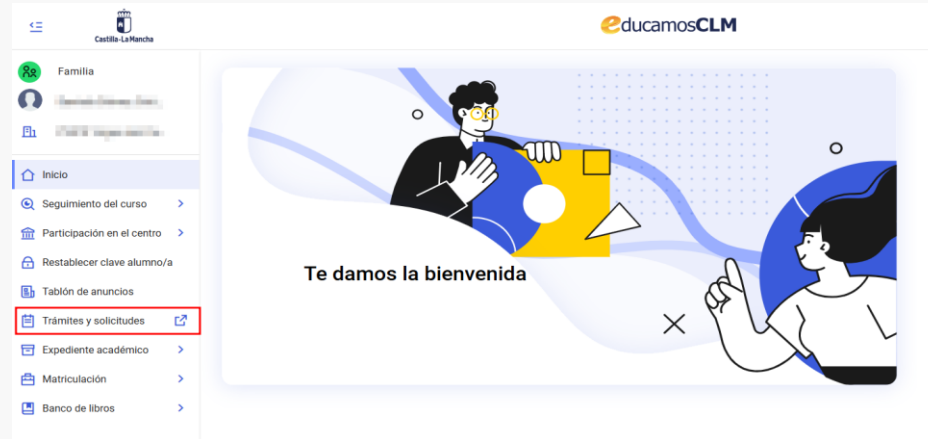 Castilla-La Mancha
educamosCLM
Familia
Inicio
Seguimiento del curso
Participación en el centro
Restablecer clave alumno/a
Tablón de anuncios
Trámites y solicitudes
Expediente académico
Matriculación
Banco de libros
Te damos la bienvenida